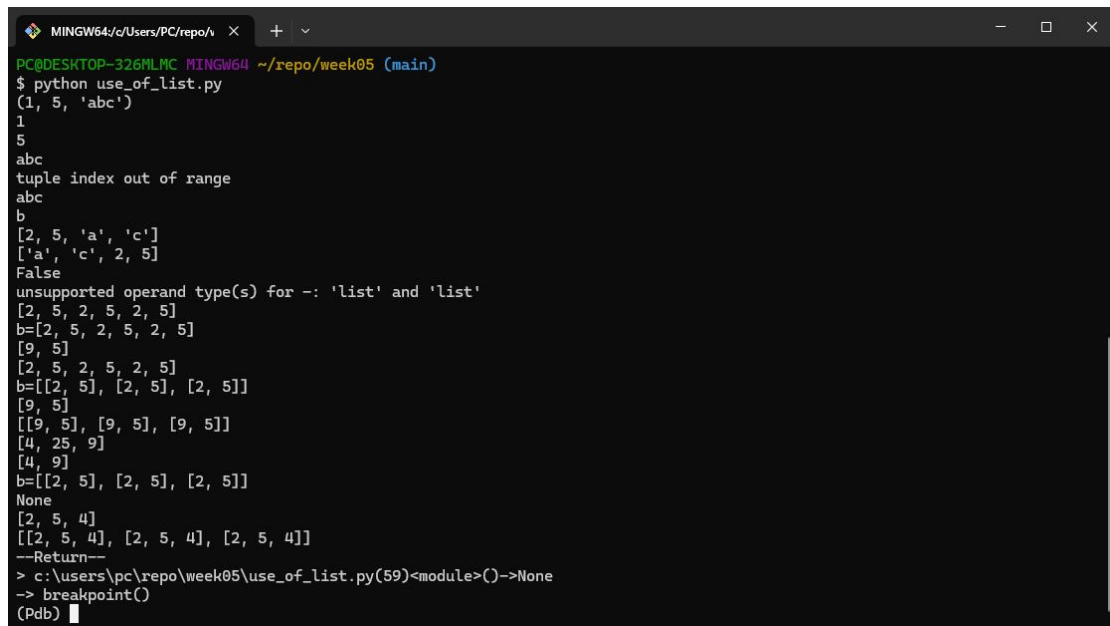 MINGW64:/c/Users/PC/repo/v
PC@DESKTOP-326MLMC MINGW64 ~/repo/week05 (main)
$ python use_of_list.py
(1, 5, 'abc')
1
5
abc
tuple index out of range
abc
b
[2, 5, 'a', 'c']
['a', 'c', 2, 5]
False
unsupported operand type(s) for -: 'list' and 'list'
[2, 5, 2, 5, 2, 5]
b=[2, 5, 2, 5, 2, 5]
[9, 5]
[2, 5, 2, 5, 2, 5]
b=[[2, 5], [2, 5], [2, 5]]
[9, 5]
[[9, 5], [9, 5], [9, 5]]
[4, 25, 9]
[4, 9]
b=[[2, 5], [2, 5], [2, 5]]
None
[2, 5, 4]
[[2, 5, 4], [2, 5, 4], [2, 5, 4]]
--Return--
> c:\users\pc\repo\week05\use_of_list.py(59)<module>()->None
-> breakpoint()
(Pdb)